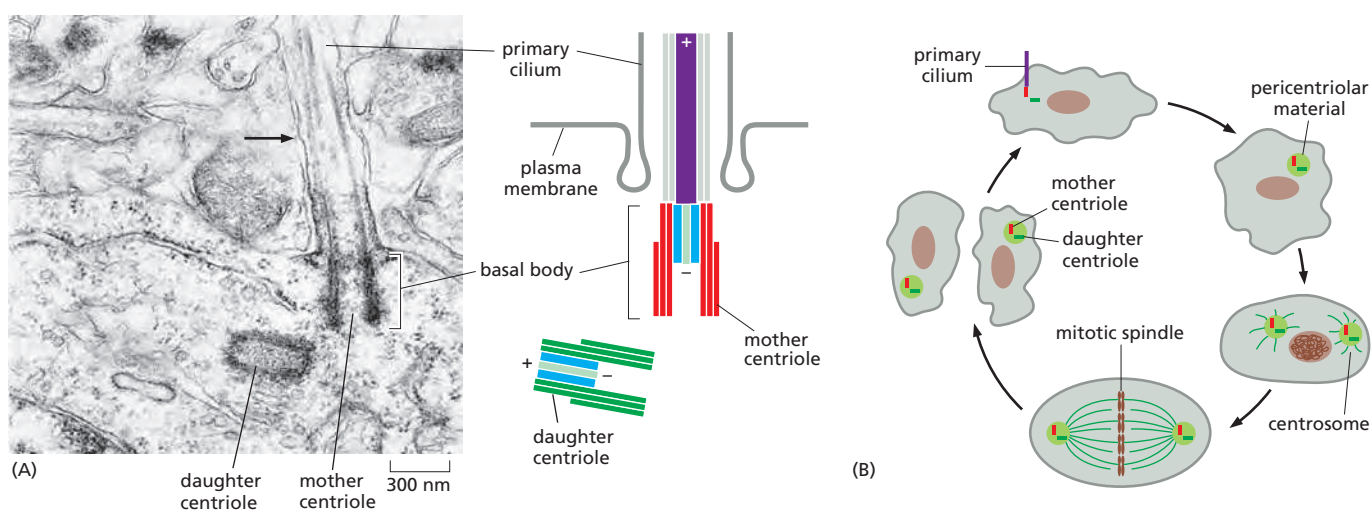 primary
cilium
+
plasma
membrane
basal body
−
mother
centriole
+
−
daughter
centriole
(A)
daughter
centriole
mother
centriole
300 nm
primary
cilium
pericentriolar
material
mother
centriole
daughter
centriole
mitotic spindle
centrosome
(B)